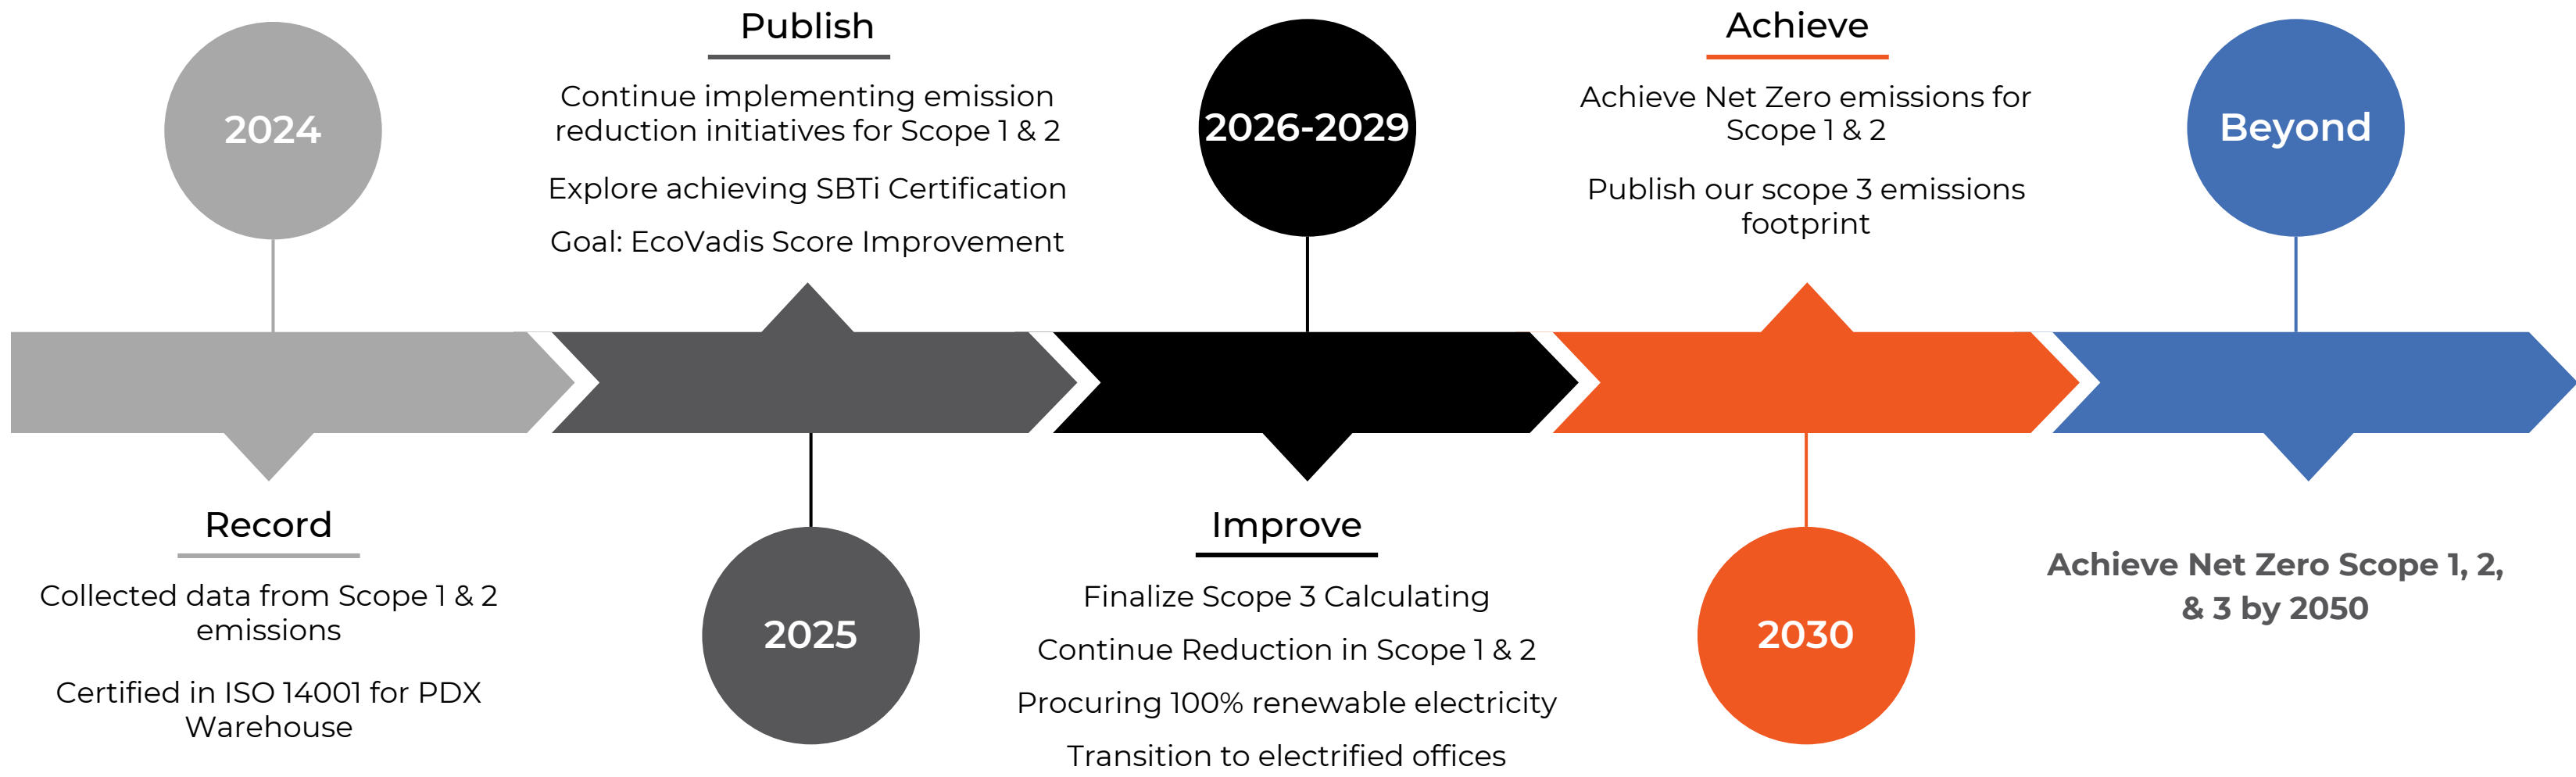 2024
Record
Collected data from Scope 1 & 2
emissions
Certified in ISO 14001 for PDX
Warehouse
Publish
Continue implementing emission
reduction initiatives for Scope 1 & 2
Explore achieving SBTi Certification
Goal: EcoVadis Score Improvement
2025
2026-2029
Improve
Finalize Scope 3 Calculating
Continue Reduction in Scope 1 & 2
Procuring 100% renewable electricity
Transition to electrified offices
Achieve
Achieve Net Zero emissions for
Scope 1 & 2
Publish our scope 3 emissions
footprint
2030
Beyond
Achieve Net Zero Scope 1, 2,
& 3 by 2050